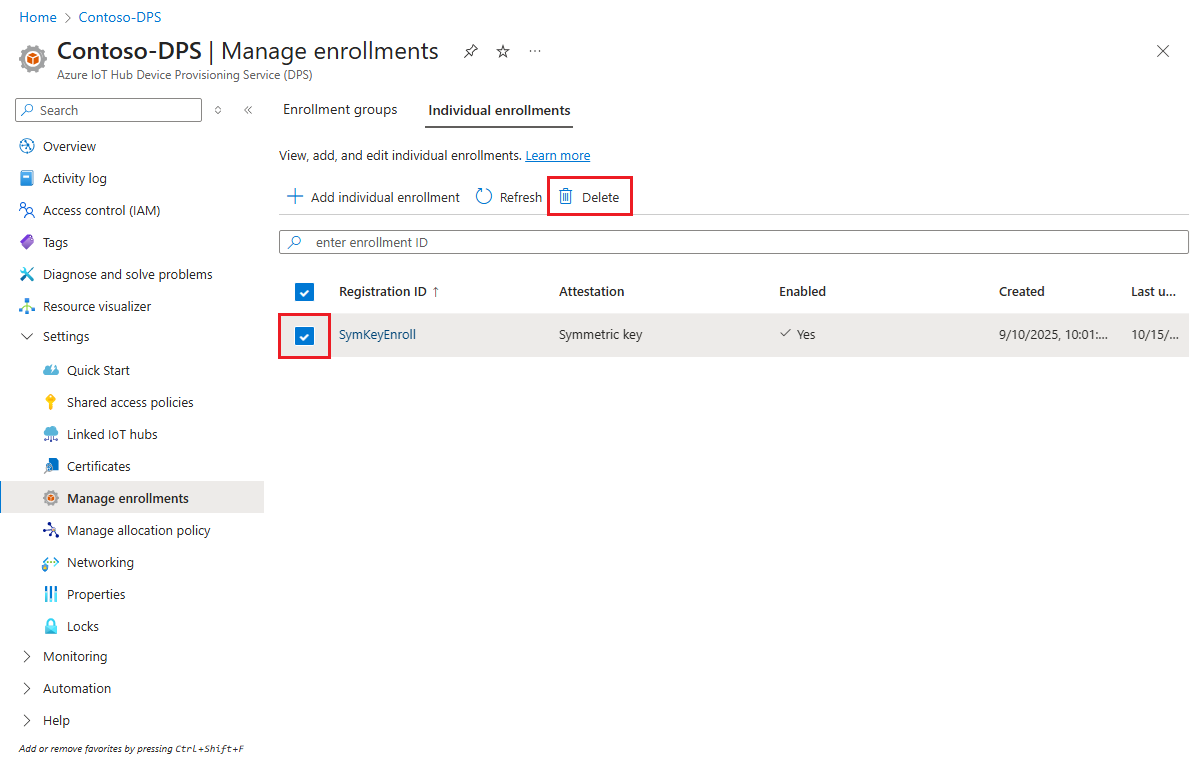 Home > Contoso-DPS
Contoso-DPS | Manage enrollments ...
Azure IoT Hub Device Provisioning Service (DPS)
Search
Overview
Activity log
Access control (IAM)
Tags
Diagnose and solve problems
Resource visualizer
Settings
Quick Start
Shared access policies
Linked IoT hubs
Certificates
Manage enrollments
Manage allocation policy
Networking
Properties
Locks
Monitoring
Automation
Help
Add or remove favorites by pressing Ctrl+Shift+F
Enrollment groups Individual enrollments
View, add, and edit individual enrollments. Learn more
Add individual enrollment Refresh Delete
enter enrollment ID
Registration ID ↑ Attestation Enabled Created Last u...
SymKeyEnroll Symmetric key Yes 9/10/2025, 10:01:... 10/15/...